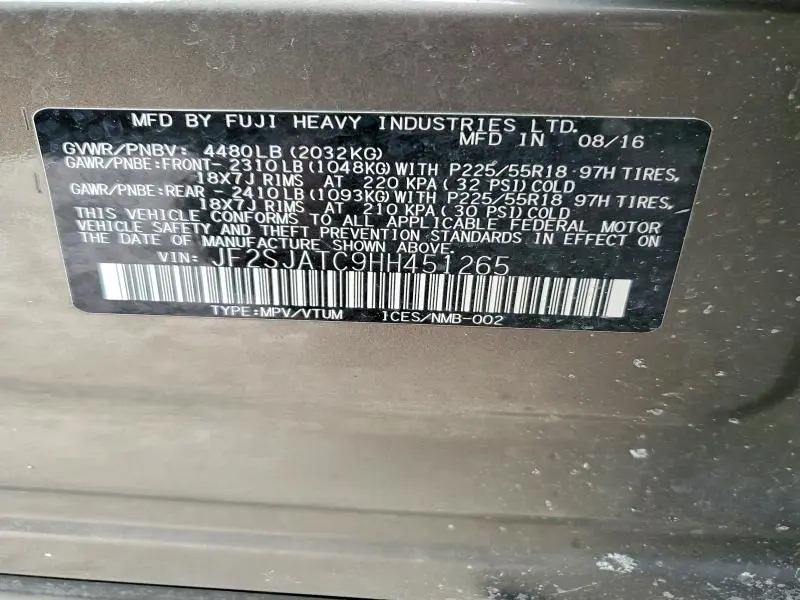 MFD BY FUJI HEAVY INDUSTRIES LTD.
MFD IN 08/16
GVWR/PNBV: 4480LB (2032KG)
GAWR/PNBE:FRONT- 2310LB (1048KG) WITH P225/55R18 97H TIRES,
18X7J RIMS AT 220 KPA (32 PSI) COLD
GAWR/PNBE:REAR - 2410LB (1093KG) WITH P225/55R18 97H TIRES,
18X7J RIMS AT 210 KPA (30 PSI) COLD
THIS VEHICLE CONFORMS TO ALL APPLICABLE FEDERAL MOTOR
VEHICLE SAFETY AND THEFT PREVENTION STANDARDS IN EFFECT ON
THE DATE OF MANUFACTURE SHOWN ABOVE.
VIN: JF2SJATC9HH451265
TYPE:MPV/VTUM ICES/NMB-002